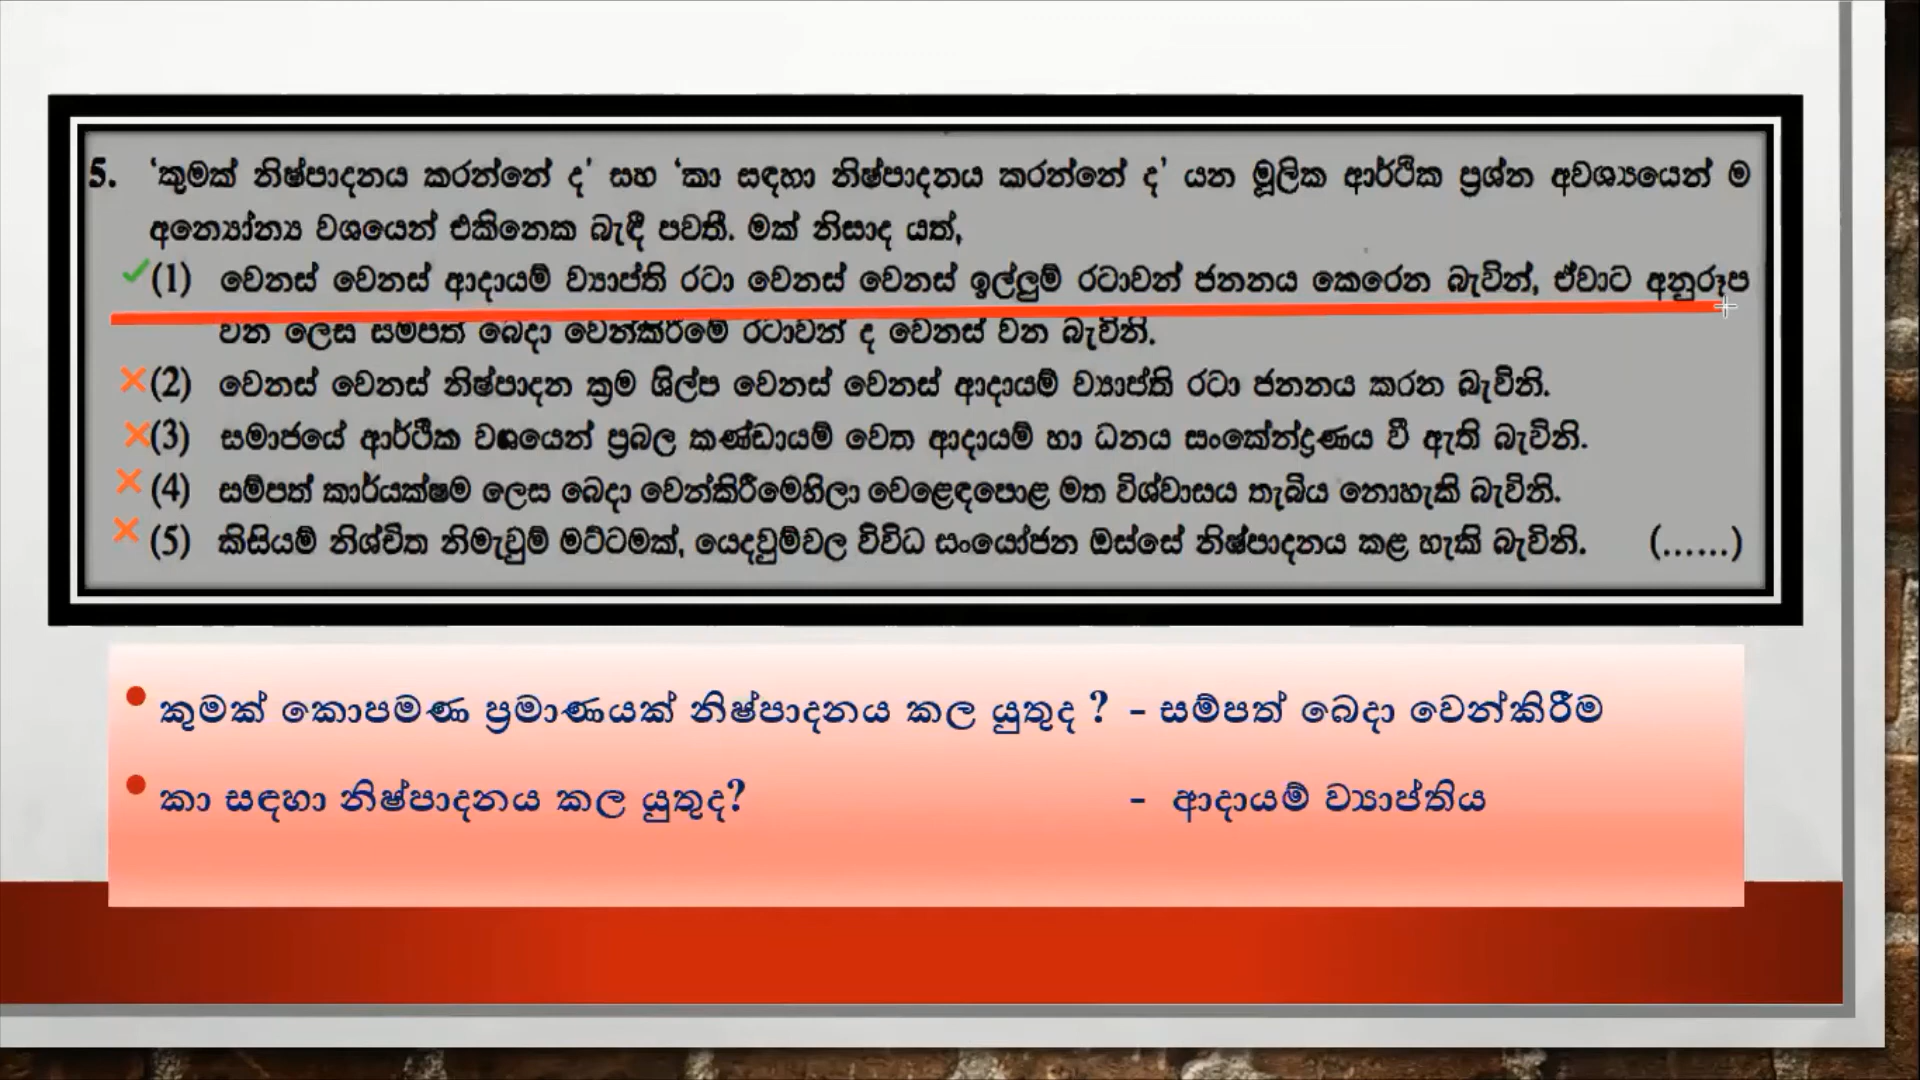 5. ‘කුමක් නිෂ්පාදනය කරන්නේ ද’ සහ ‘කා සඳහා නිෂ්පාදනය කරන්නේ ද’ යන මූලික ආර්ථික ප්‍රශ්න අවශ්‍යයෙන් ම
අන්‍යෝන්‍ය වශයෙන් එකිනෙක බැඳී පවතී. මක් නිසාද යත්,
(1) වෙනස් වෙනස් ආදායම් ව්‍යාප්ති රටා වෙනස් වෙනස් ඉල්ලුම් රටාවන් ජනනය කෙරෙන බැවින්, ඒවාට අනුරූප
වන ලෙස සම්පත් බෙදා වෙන්කිරීමේ රටාවන් ද වෙනස් වන බැවිනි.
(2) වෙනස් වෙනස් නිෂ්පාදන ක්‍රම ශිල්ප වෙනස් වෙනස් ආදායම් ව්‍යාප්ති රටා ජනනය කරන බැවිනි.
(3) සමාජයේ ආර්ථික වශයෙන් ප්‍රබල කණ්ඩායම් වෙත ආදායම් හා ධනය සංකේන්ද්‍රණය වී ඇති බැවිනි.
(4) සම්පත් කාර්යක්ෂම ලෙස බෙදා වෙන්කිරීමෙහිලා වෙළෙඳපොළ මත විශ්වාසය තැබිය නොහැකි බැවිනි.
(5) කිසියම් නිශ්චිත නිමැවුම් මට්ටමක්, යෙදවුම්වල විවිධ සංයෝජන ඔස්සේ නිෂ්පාදනය කළ හැකි බැවිනි. (......)
• කුමක් කොපමණ ප්‍රමාණයක් නිෂ්පාදනය කල යුතුද ? - සම්පත් බෙදා වෙන්කිරීම
• කා සඳහා නිෂ්පාදනය කල යුතුද? - ආදායම් ව්‍යාප්තිය